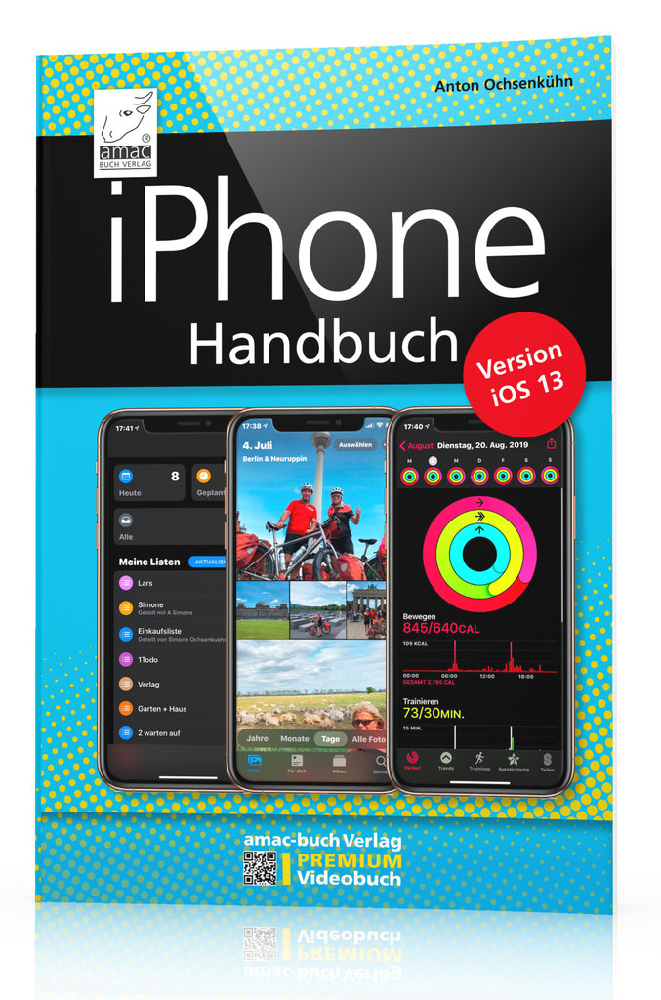 Anton Ochsenkühn
amac
®
BUCH VERLAG
iPhone
Handbuch
Version
iOS 13
17:41
8
Heute
Geplant
Alle
Meine Listen
AKTUALISI
Lars
Simone
Geteilt mit A Simone
Einkaufsliste
Geteilt von Simone Ochsenkuehn
1Todo
Verlag
Garten + Haus
2 warten auf
17:38
4. Juli
Auswählen
Berlin & Neuruppin
Jahre Monate Tage Alle Foto
Fotos Für dich Alben Suche
17:40
August Dienstag, 20. Aug. 2019
M D M D F S S
Bewegen
845/640CAL
109 KCAL
00:00 06:00 12:00 18:00
GESAMT 2.795 CAL
Trainieren
73/30MIN.
15 MIN.
Verlauf Trends Trainings Auszeichnung Teilen
amac-buch Verlag
PREMIUM
Videobuch